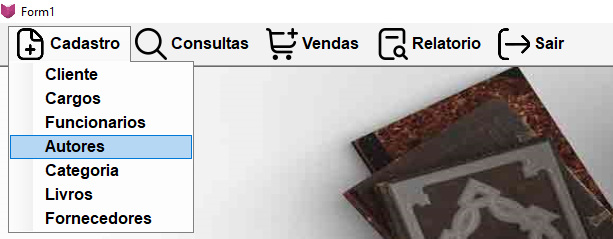 Form1
Cadastro Consultas Vendas Relatorio Sair
Cliente
Cargos
Funcionarios
Autores
Categoria
Livros
Fornecedores